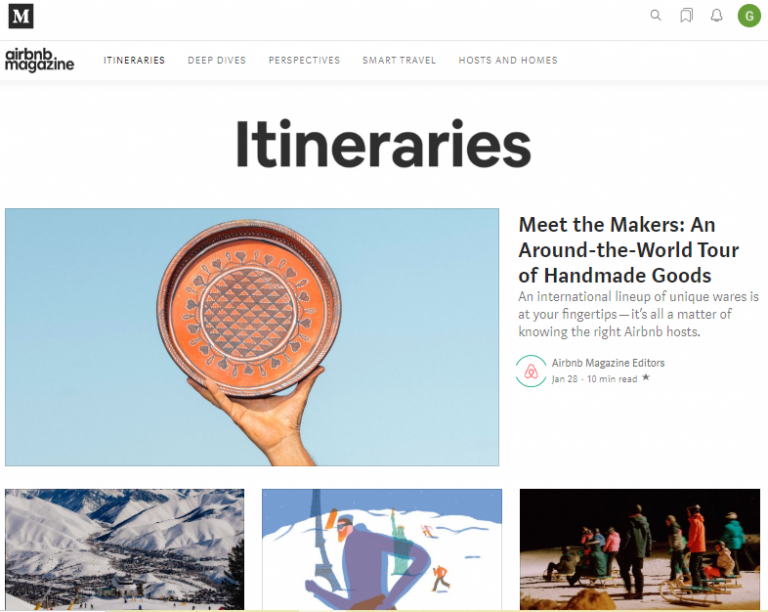 M
G
airbnb
magazine
ITINERARIES
DEEP DIVES
PERSPECTIVES
SMART TRAVEL
HOSTS AND HOMES
Itineraries
Meet the Makers: An
Around-the-World Tour
of Handmade Goods
An international lineup of unique wares is
at your fingertips — it's all a matter of
knowing the right Airbnb hosts.
Airbnb Magazine Editors
Jan 28 · 10 min read ★